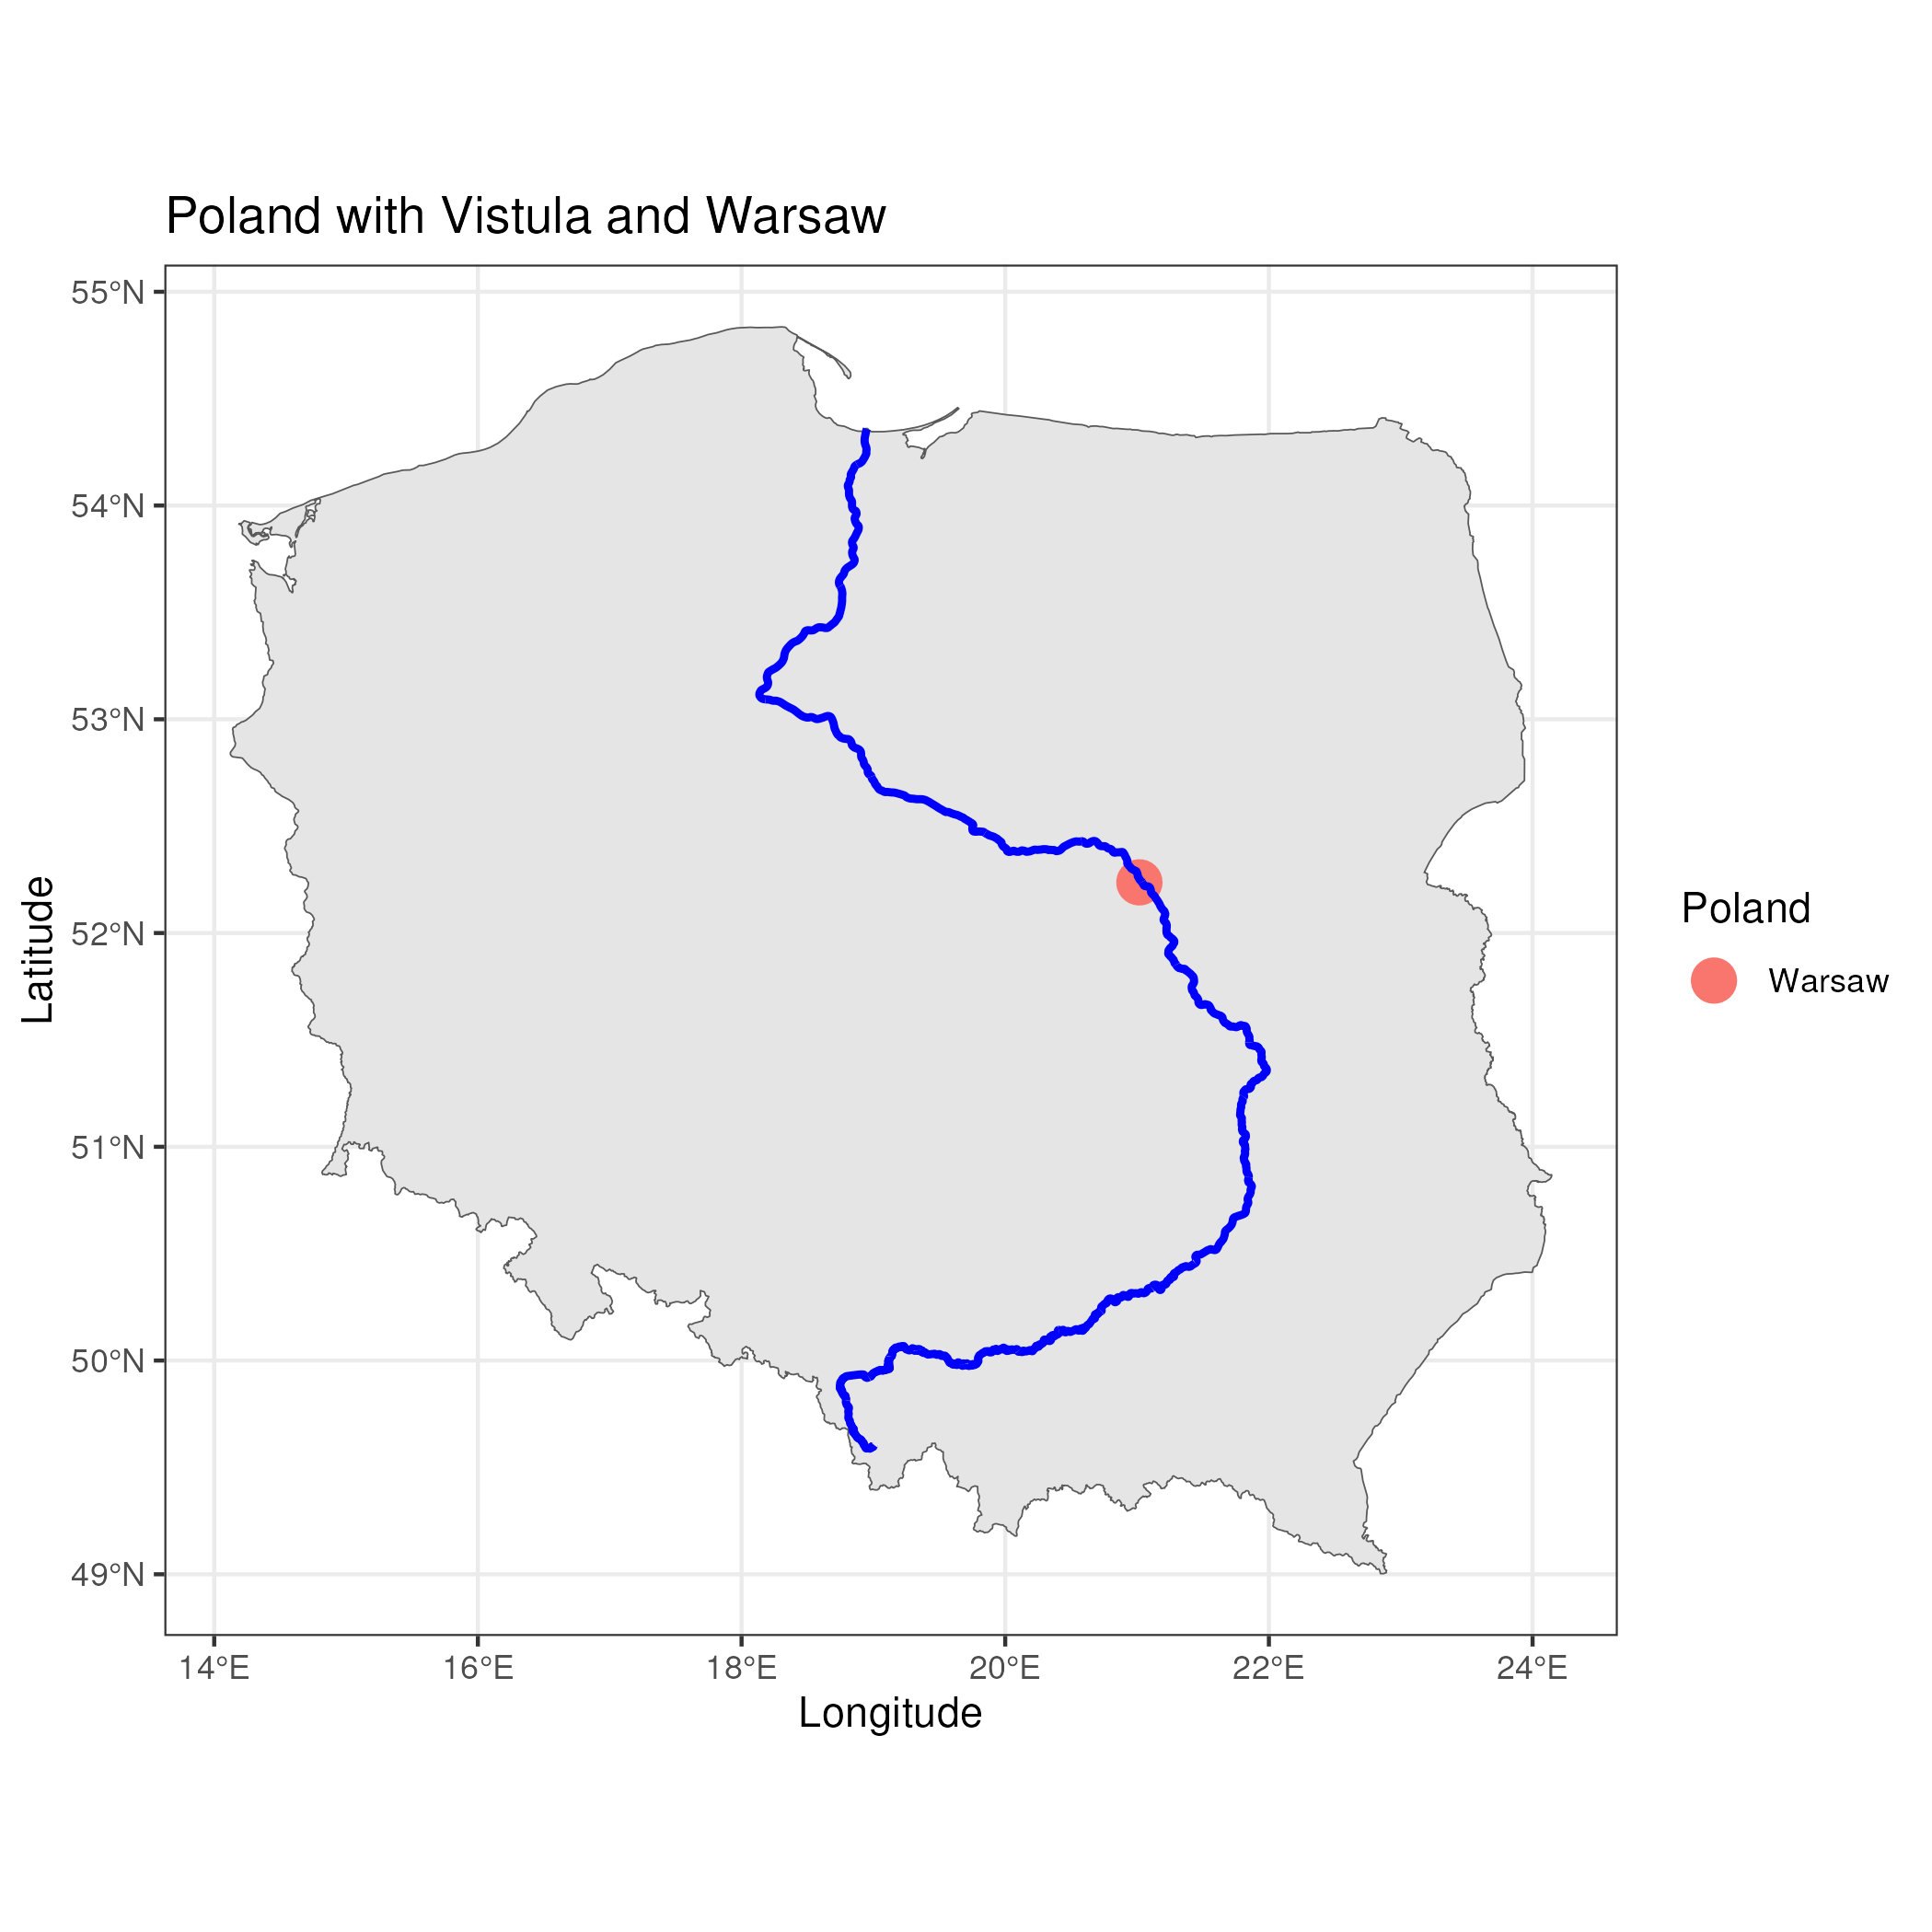 Poland with Vistula and Warsaw
55°N
54°N
53°N
52°N
51°N
50°N
49°N
Latitude
14°E
16°E
18°E
20°E
22°E
24°E
Longitude
Poland
Warsaw